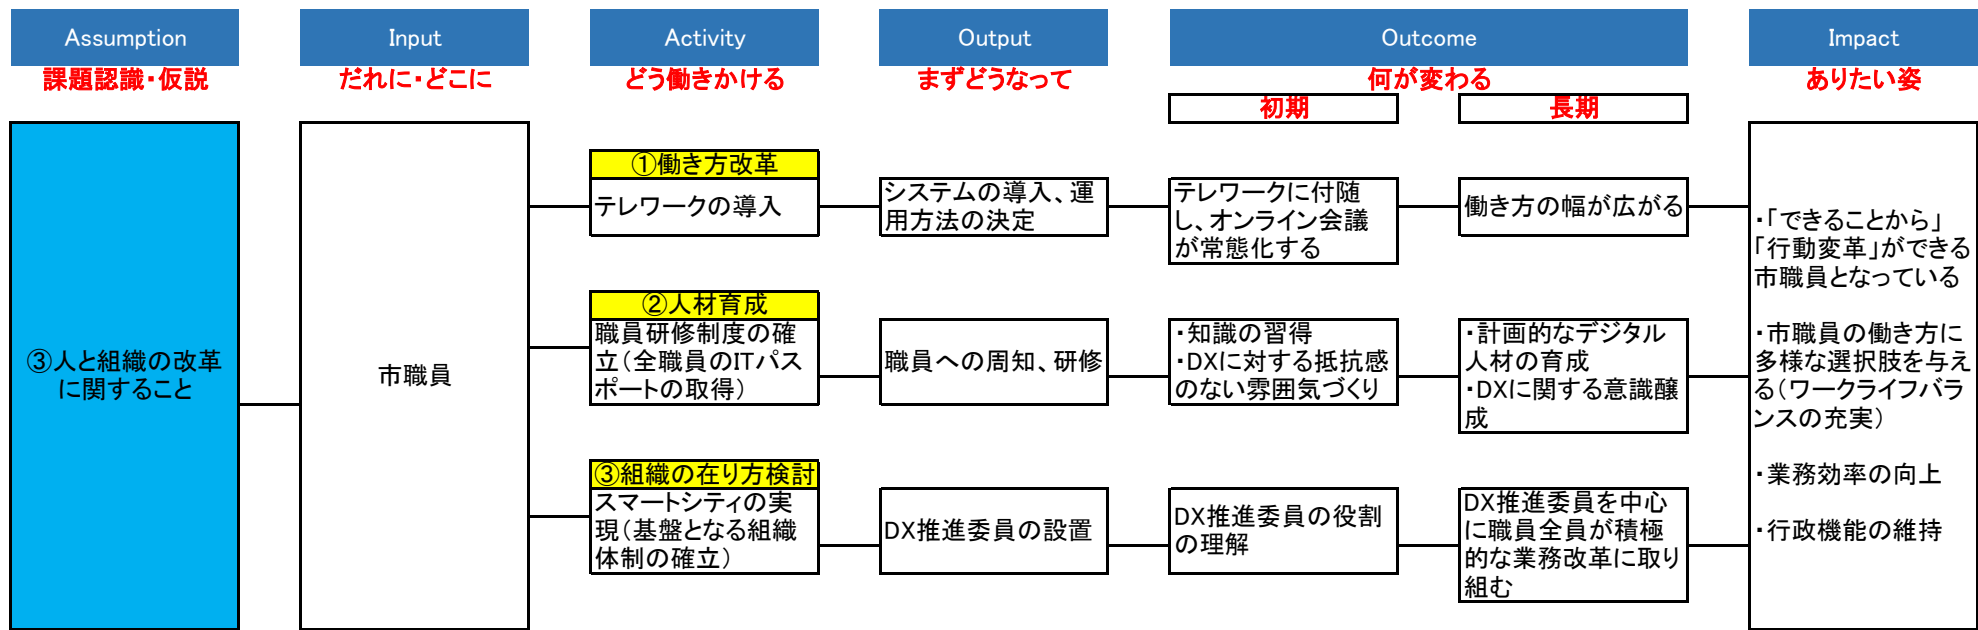 Assumption
Input
Activity
Output
Outcome
Impact
課題認識・仮説
だれに・どこに
どう働きかける
まずどうなって
何が変わる
ありたい姿
初期
長期
③人と組織の改革
に関すること
市職員
①働き方改革
テレワークの導入
システムの導入、運
用方法の決定
テレワークに付随
し、オンライン会議
が常態化する
働き方の幅が広がる
②人材育成
職員研修制度の確
立（全職員のITパス
ポートの取得）
職員への周知、研修
・知識の習得
・DXに対する抵抗感
のない雰囲気づくり
・計画的なデジタル
人材の育成
・DXに関する意識醸
成
③組織の在り方検討
スマートシティの実
現（基盤となる組織
体制の確立）
DX推進委員の設置
DX推進委員の役割
の理解
DX推進委員を中心
に職員全員が積極
的な業務改革に取り
組む
・「できることから」
「行動変革」ができる
市職員となっている
・市職員の働き方に
多様な選択肢を与え
る（ワークライフバラ
ンスの充実）
・業務効率の向上
・行政機能の維持